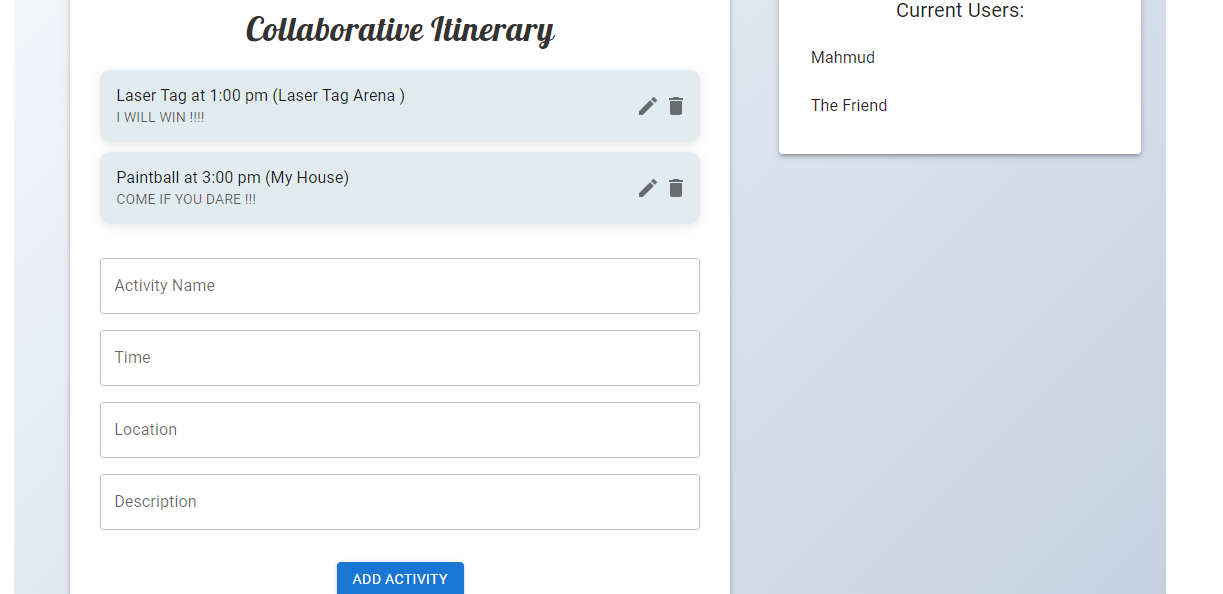 Collaborative Itinerary
Laser Tag at 1:00 pm (Laser Tag Arena )
I WILL WIN !!!!
Paintball at 3:00 pm (My House)
COME IF YOU DARE !!!
Activity Name
Time
Location
Description
ADD ACTIVITY
Current Users:
Mahmud
The Friend